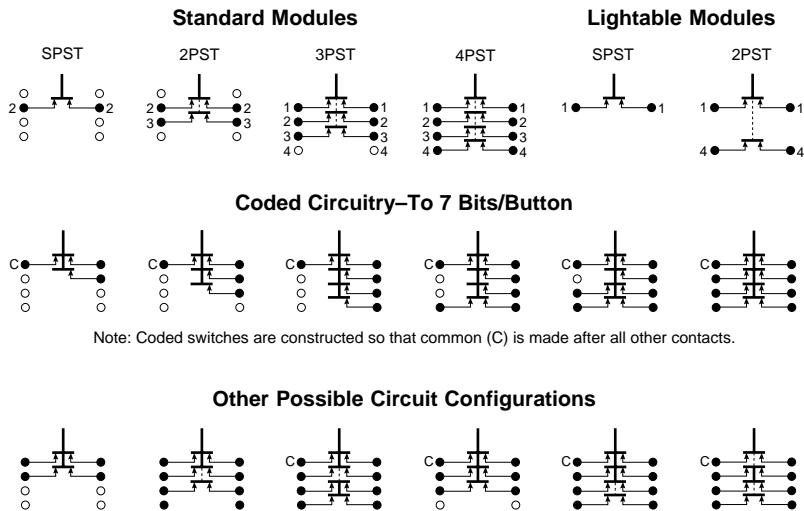 Standard Modules Lightable Modules
SPST 2PST 3PST 4PST SPST 2PST
2 2 2 2 1 1 1 1 1 1 1 1
3 3 2 2 2 2
3 3 3 3
4 4 4 4 4 4
Coded Circuitry–To 7 Bits/Button
C C C C C C
Note: Coded switches are constructed so that common (C) is made after all other contacts.
Other Possible Circuit Configurations
C C C C